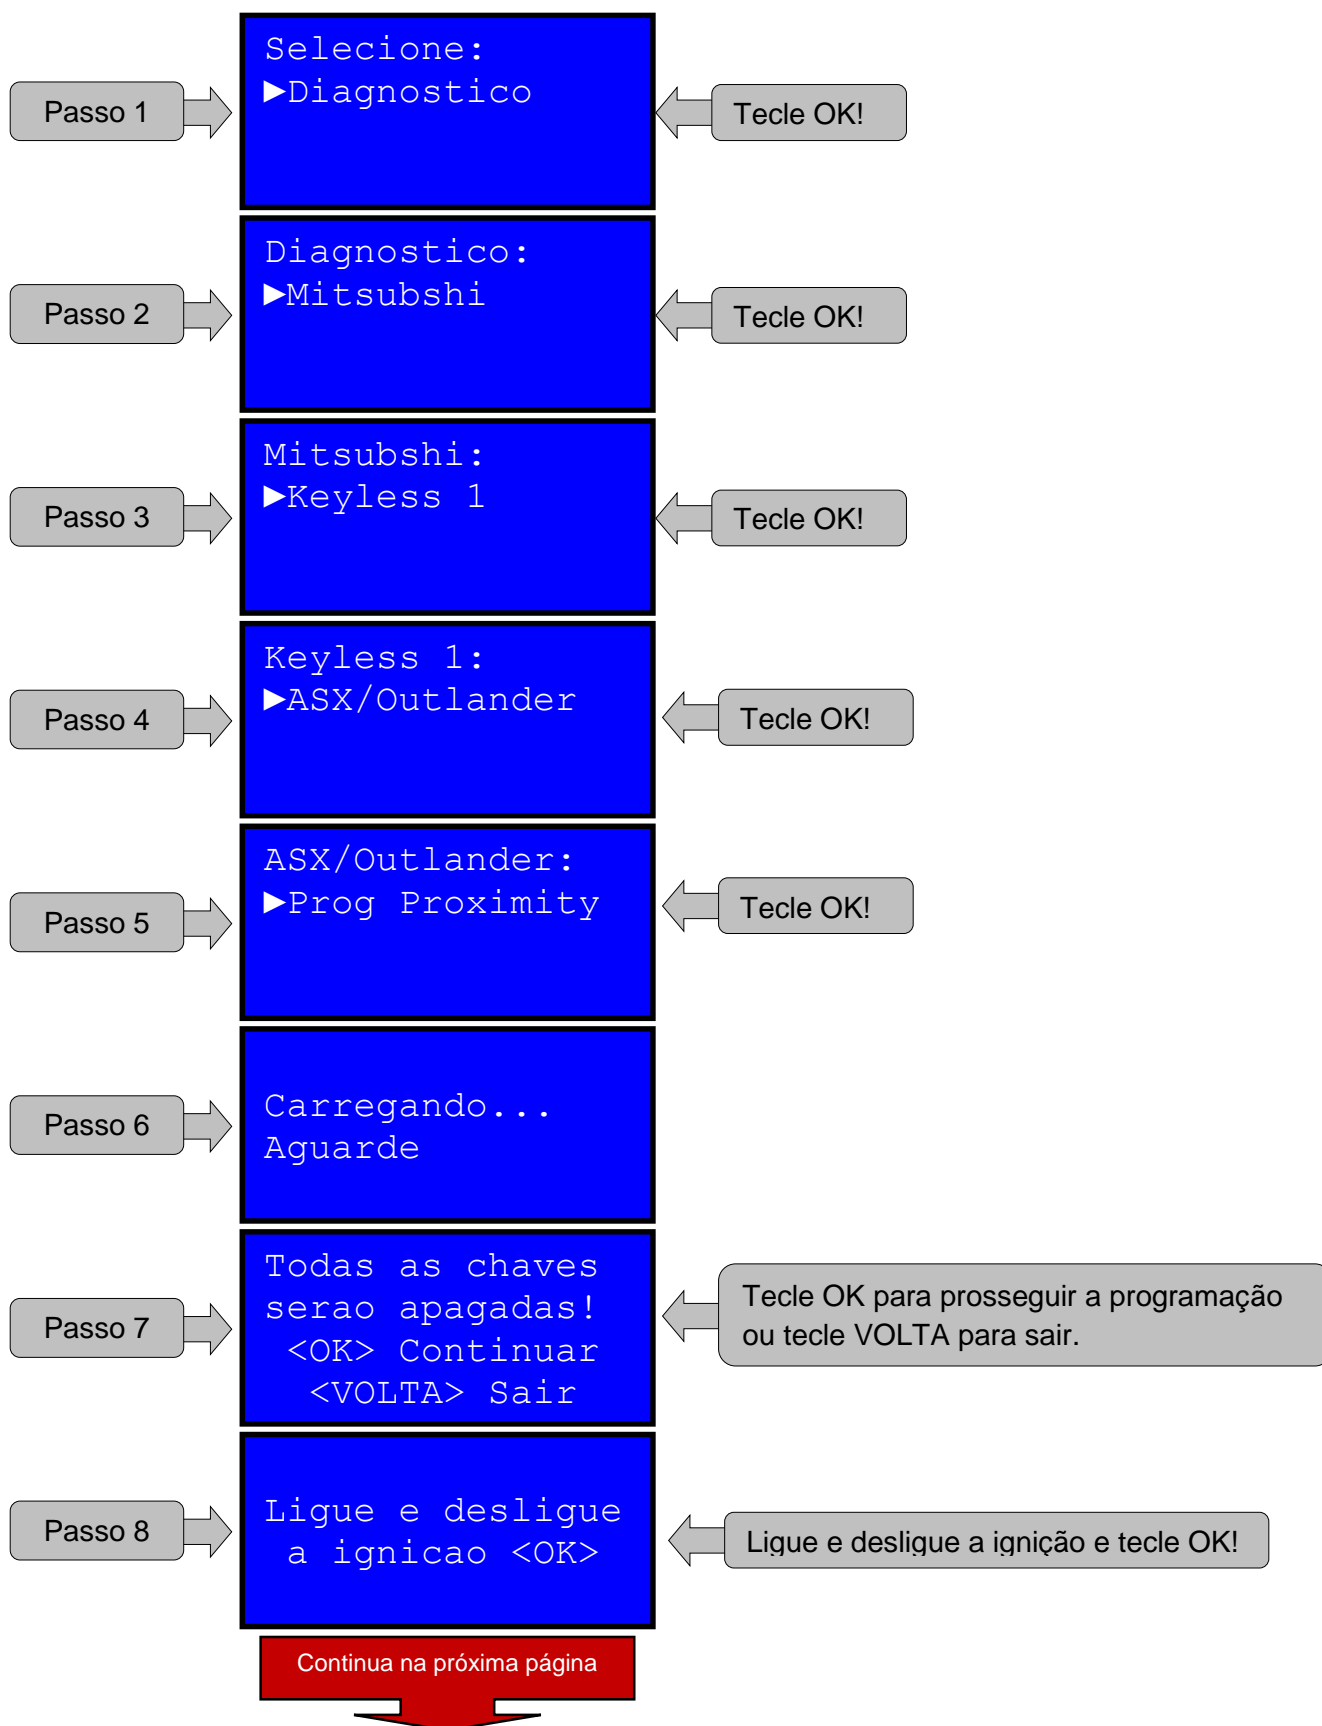 Selecione:
►Diagnostico
Passo 1
Tecle OK!
Diagnostico:
►Mitsubshi
Passo 2
Tecle OK!
Mitsubshi:
►Keyless 1
Passo 3
Tecle OK!
Keyless 1:
►ASX/Outlander
Passo 4
Tecle OK!
ASX/Outlander:
►Prog Proximity
Passo 5
Tecle OK!
Carregando...
Aguarde
Passo 6
Todas as chaves
serao apagadas!
<OK> Continuar
<VOLTA> Sair
Passo 7
Tecle OK para prosseguir a programação
ou tecle VOLTA para sair.
Ligue e desligue
a ignicao <OK>
Passo 8
Ligue e desligue a ignição e tecle OK!
Continua na próxima página